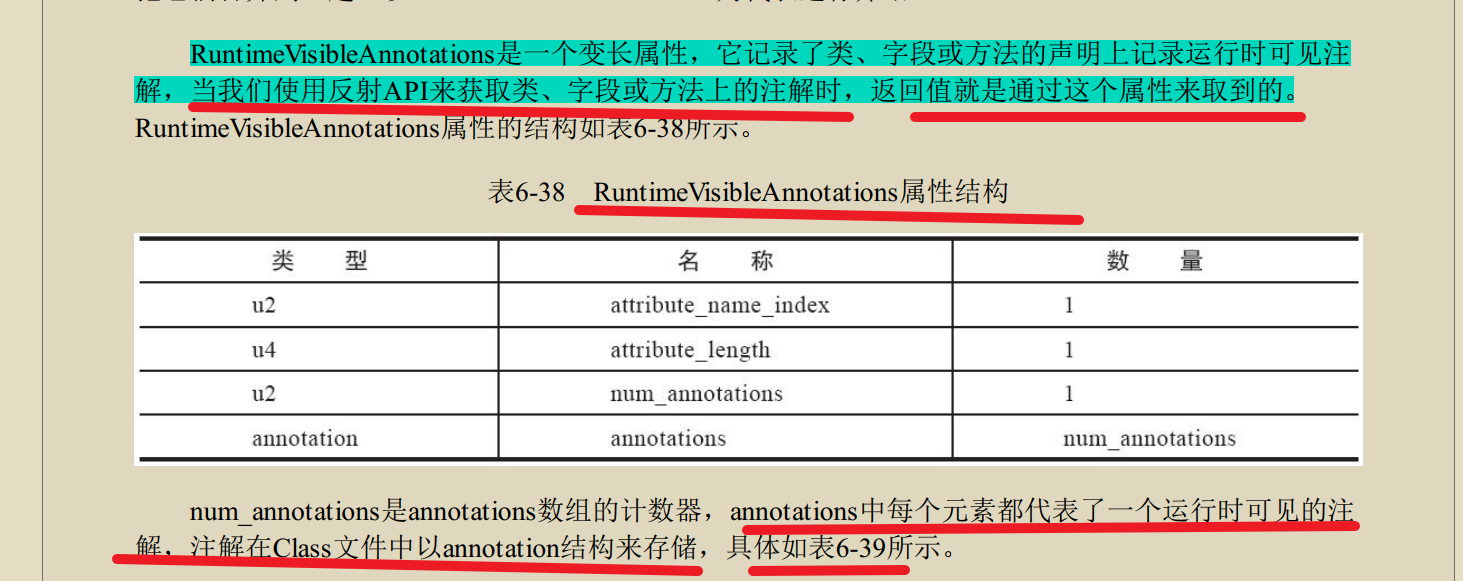 RuntimeVisibleAnnotations是一个变长属性，它记录了类、字段或方法的声明上记录运行时可见注
解，当我们使用反射API来获取类、字段或方法上的注解时，返回值就是通过这个属性来取到的。
RuntimeVisibleAnnotations属性的结构如表6-38所示。
表6-38 RuntimeVisibleAnnotations属性结构
类 型 名 称 数 量
u2 attribute_name_index 1
u4 attribute_length 1
u2 num_annotations 1
annotation annotations num_annotations
num_annotations是annotations数组的计数器，annotations中每个元素都代表了一个运行时可见的注
解，注解在Class文件中以annotation结构来存储，具体如表6-39所示。